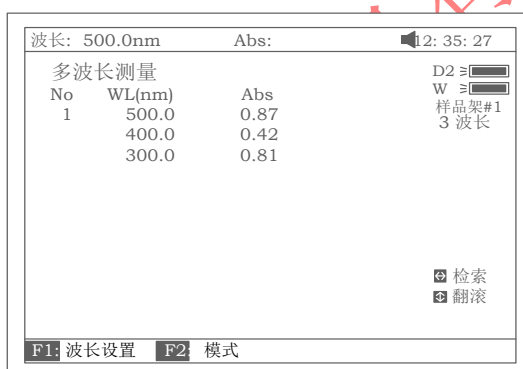 波长: 500.0nm Abs: 12: 35: 27
多波长测量
No WL(nm) Abs
1 500.0 0.87
400.0 0.42
300.0 0.81
D2
W
样品架#1
3 波长
检索
翻滚
F1: 波长设置 F2: 模式